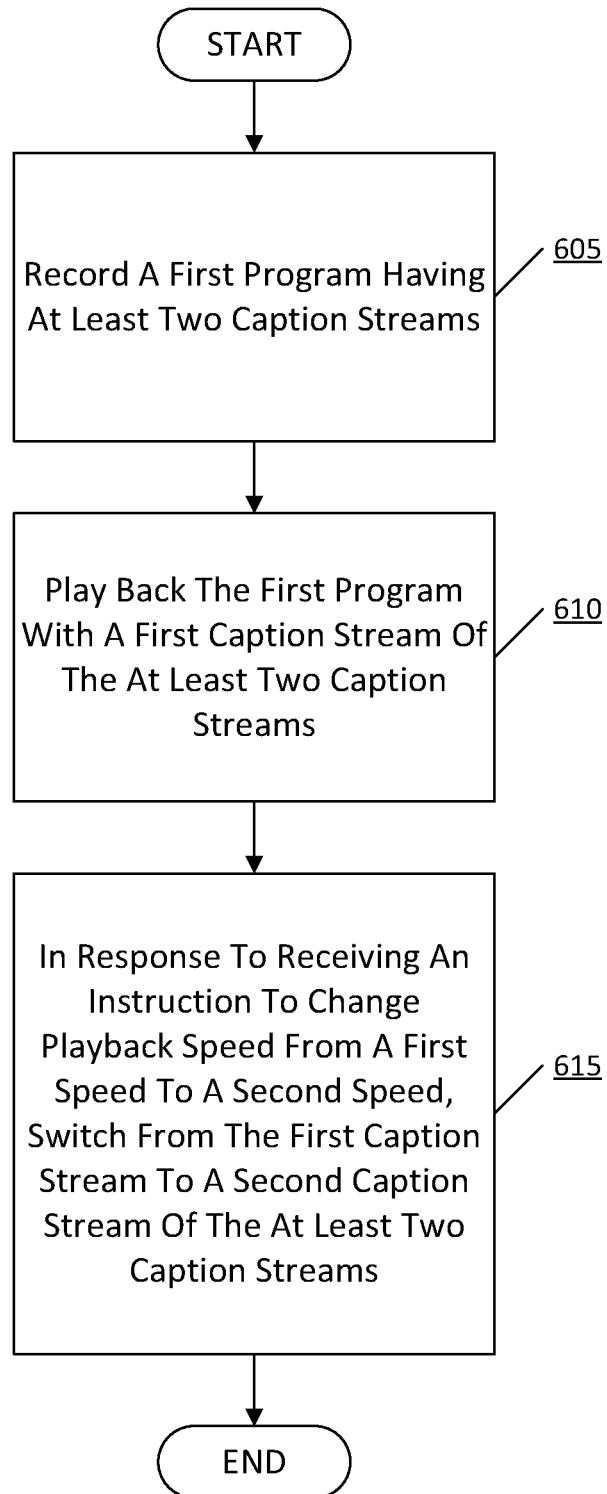 START
Record A First Program Having
At Least Two Caption Streams
605
Play Back The First Program
With A First Caption Stream Of
The At Least Two Caption
Streams
610
In Response To Receiving An
Instruction To Change
Playback Speed From A First
Speed To A Second Speed,
Switch From The First Caption
Stream To A Second Caption
Stream Of The At Least Two
Caption Streams
615
END